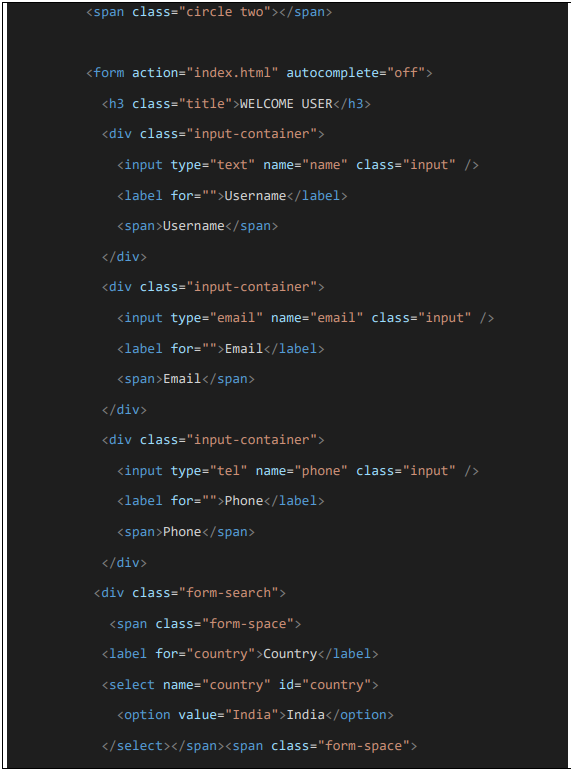 <span class="circle two"></span>
<form action="index.html" autocomplete="off">
<h3 class="title">WELCOME USER</h3>
<div class="input-container">
<input type="text" name="name" class="input" />
<label for="">Username</label>
<span>Username</span>
</div>
<div class="input-container">
<input type="email" name="email" class="input" />
<label for="">Email</label>
<span>Email</span>
</div>
<div class="input-container">
<input type="tel" name="phone" class="input" />
<label for="">Phone</label>
<span>Phone</span>
</div>
<div class="form-search">
<span class="form-space">
<label for="country">Country</label>
<select name="country" id="country">
<option value="India">India</option>
</select></span><span class="form-space">